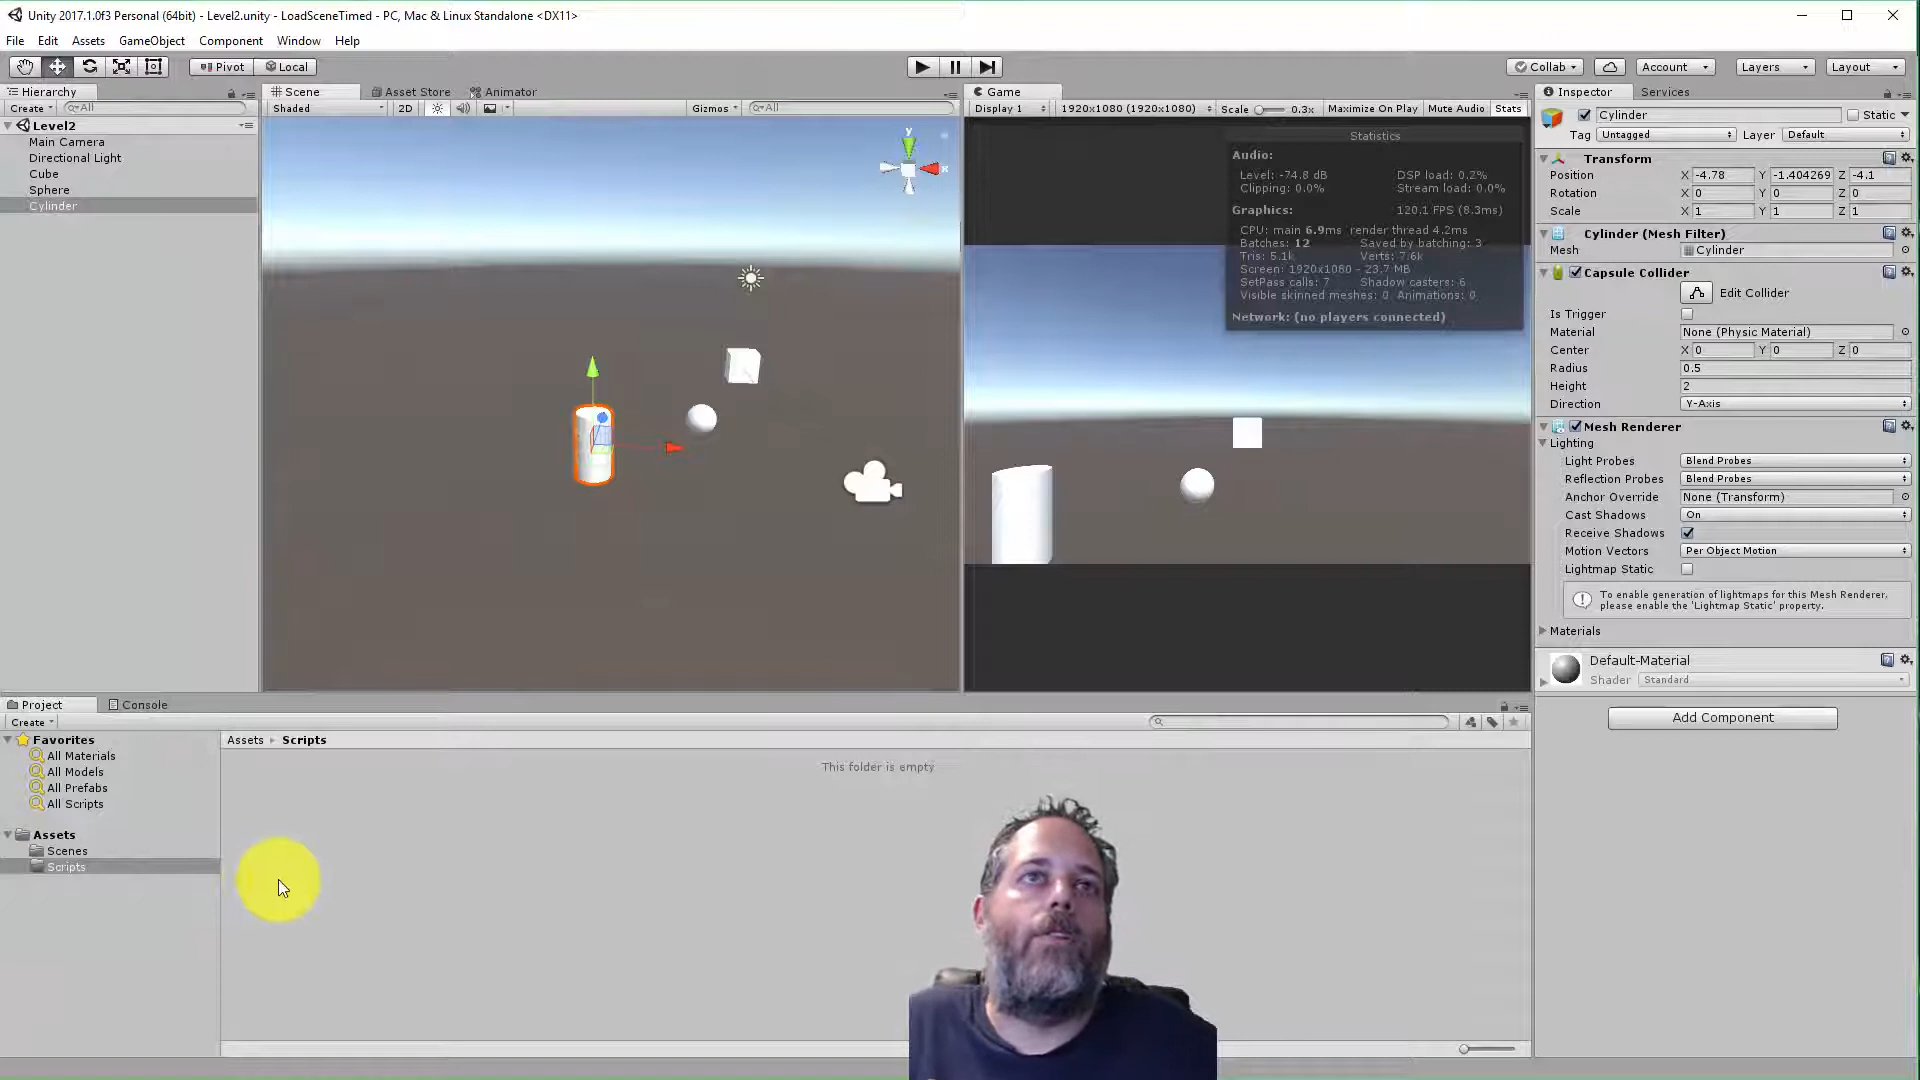 Unity 2017.1.0f3 Personal (64bit) - Level2.unity - LoadSceneTimed - PC, Mac & Linux Standalone <DX11>
File Edit Assets GameObject Component Window Help
Pivot Local Collab Account Layers Layout
Hierarchy
Create All
Level2
Main Camera
Directional Light
Cube
Sphere
Cylinder
Scene Asset Store Animator
Shaded 2D Gizmos All
y
x
Game
Display 1 1920x1080 (1920x1080) Scale 0.3x Maximize On Play Mute Audio Stats
Statistics
Audio:
Level: -74.8 dB DSP load: 0.2%
Clipping: 0.0% Stream load: 0.0%
Graphics: 120.1 FPS (8.3ms)
CPU: main 6.9ms render thread 4.2ms
Batches: 12 Saved by batching: 3
Tris: 5.1k Verts: 7.6k
Screen: 1920x1080 - 23.7 MB
SetPass calls: 7 Shadow casters: 6
Visible skinned meshes: 0 Animations: 0
Network: (no players connected)
Inspector Services
Cylinder Static
Tag Untagged Layer Default
Transform
Position X -4.78 Y -1.404269 Z -4.1
Rotation X 0 Y 0 Z 0
Scale X 1 Y 1 Z 1
Cylinder (Mesh Filter)
Mesh Cylinder
Capsule Collider
Edit Collider
Is Trigger
Material None (Physic Material)
Center X 0 Y 0 Z 0
Radius 0.5
Height 2
Direction Y-Axis
Mesh Renderer
Lighting
Light Probes Blend Probes
Reflection Probes Blend Probes
Anchor Override None (Transform)
Cast Shadows On
Receive Shadows
Motion Vectors Per Object Motion
Lightmap Static
To enable generation of lightmaps for this Mesh Renderer,
please enable the 'Lightmap Static' property.
Materials
Default-Material
Shader Standard
Add Component
Project Console
Create
Favorites
All Materials
All Models
All Prefabs
All Scripts
Assets
Scenes
Scripts
Assets Scripts
This folder is empty